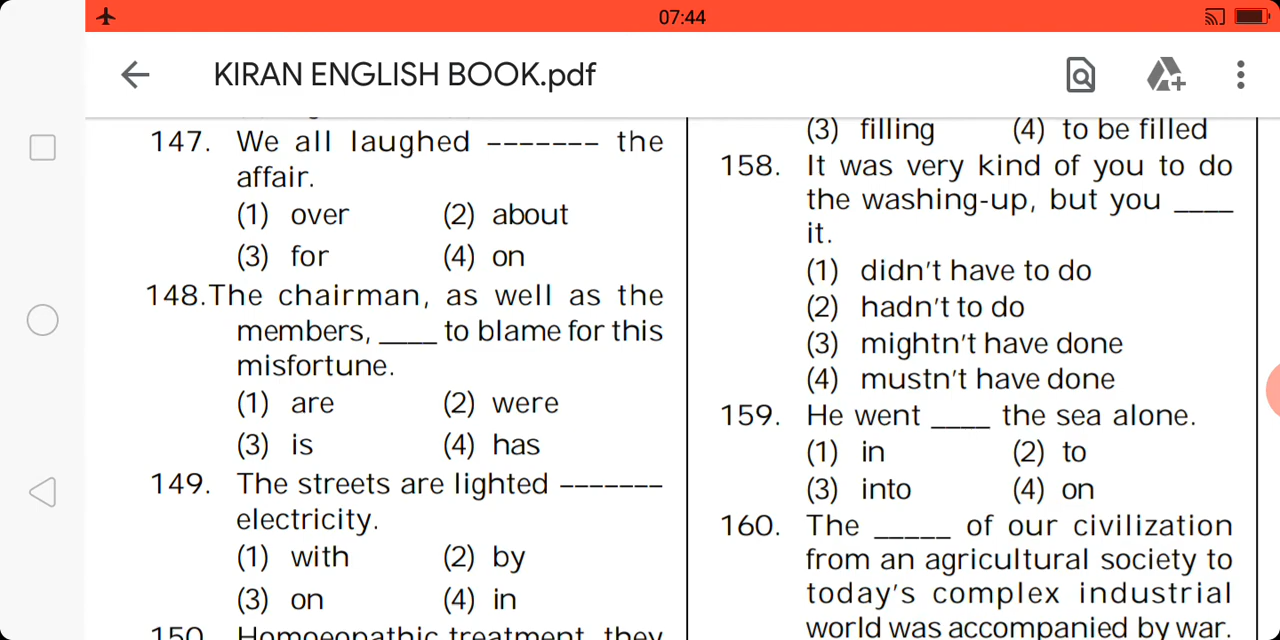 07:44
KIRAN ENGLISH BOOK.pdf
147. We all laughed ------- the
affair.
(1) over (2) about
(3) for (4) on
148.The chairman, as well as the
members, ____ to blame for this
misfortune.
(1) are (2) were
(3) is (4) has
149. The streets are lighted -------
electricity.
(1) with (2) by
(3) on (4) in
150. Homoeopathic treatment, they
(3) filling (4) to be filled
158. It was very kind of you to do
the washing-up, but you ____
it.
(1) didn't have to do
(2) hadn't to do
(3) mightn't have done
(4) mustn't have done
159. He went ____ the sea alone.
(1) in (2) to
(3) into (4) on
160. The _____ of our civilization
from an agricultural society to
today's complex industrial
world was accompanied by war.